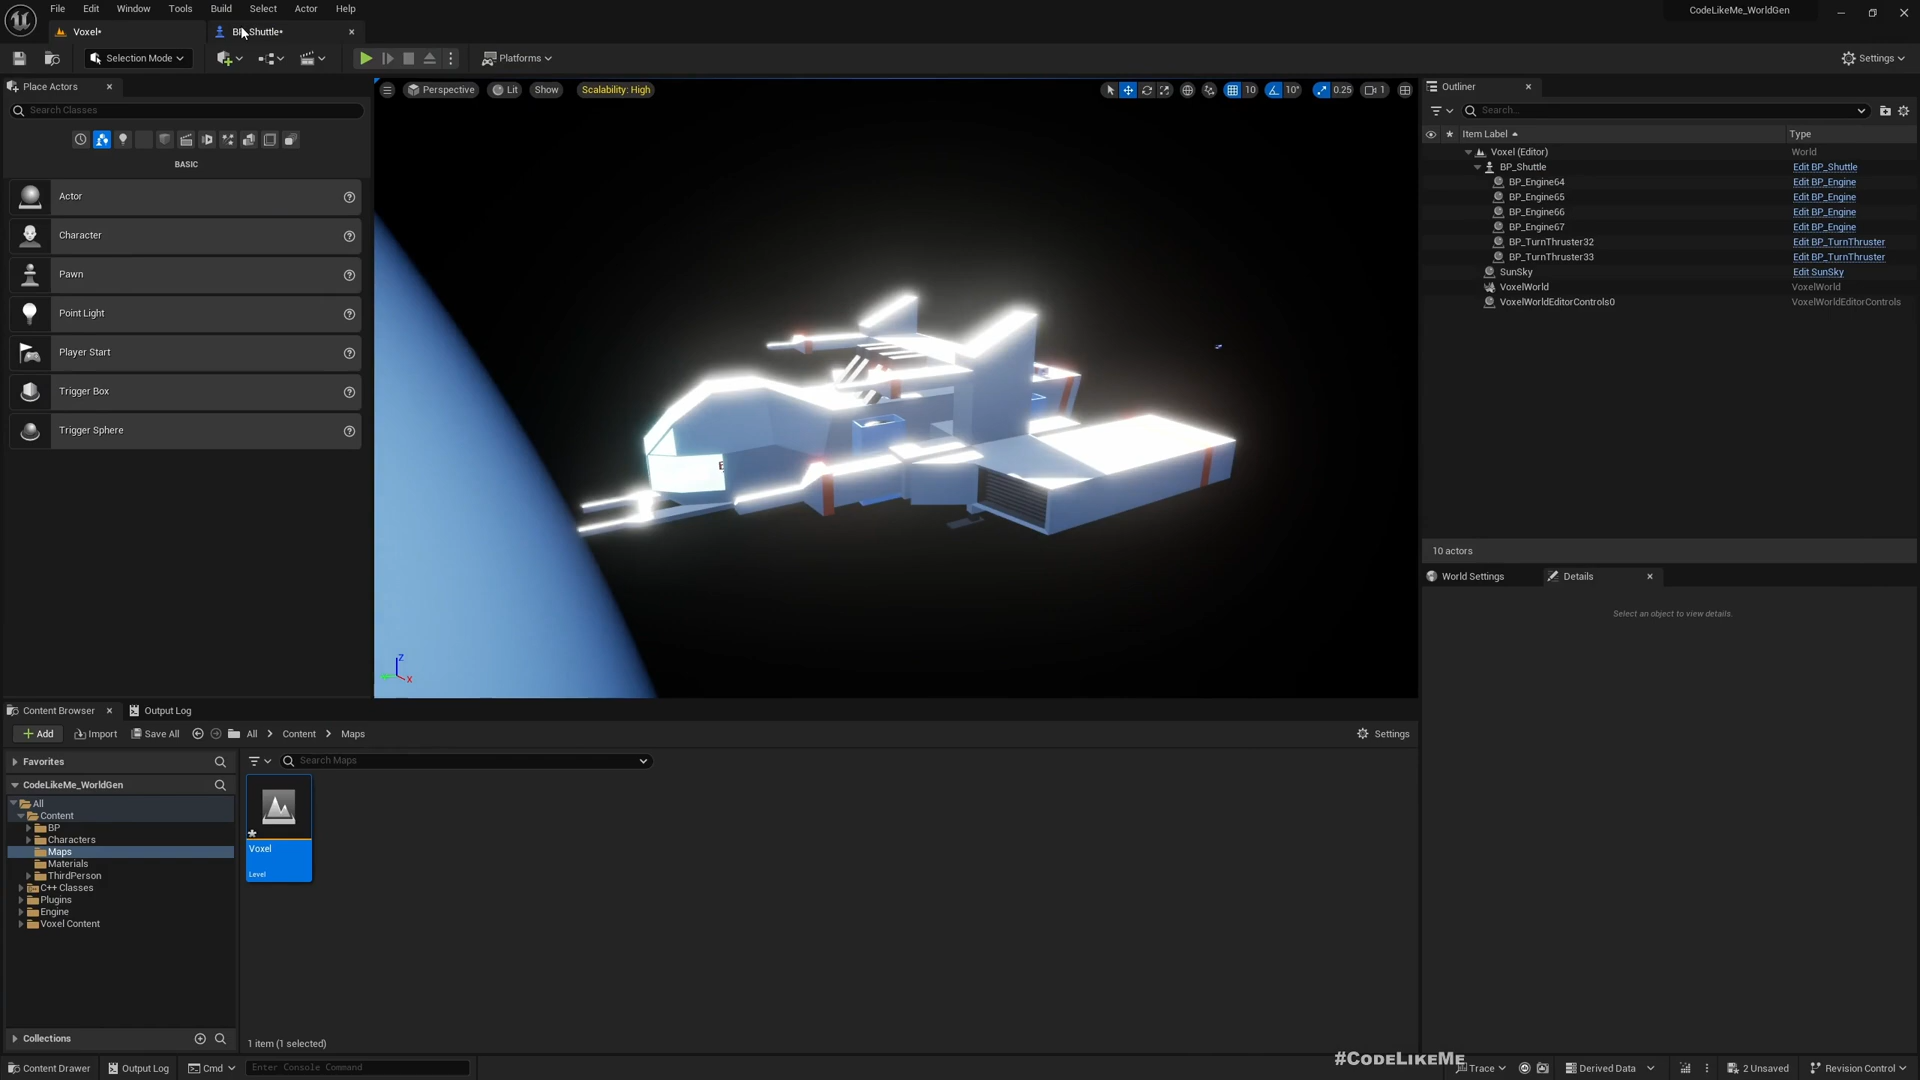 File Edit Window Tools Build Select Actor Help
CodeLikeMe_WorldGen
Voxel*
BP_Shuttle*
Selection Mode
Platforms
Settings
Place Actors
Search Classes
BASIC
Actor
Character
Pawn
Point Light
Player Start
Trigger Box
Trigger Sphere
Perspective
Lit
Show
Scalability: High
10
10°
0.25
1
Z
X
Outliner
Search...
Item Label
Type
Voxel (Editor) World
BP_Shuttle Edit BP_Shuttle
BP_Engine64 Edit BP_Engine
BP_Engine65 Edit BP_Engine
BP_Engine66 Edit BP_Engine
BP_Engine67 Edit BP_Engine
BP_TurnThruster32 Edit BP_TurnThruster
BP_TurnThruster33 Edit BP_TurnThruster
SunSky Edit SunSky
VoxelWorld VoxelWorld
VoxelWorldEditorControls0 VoxelWorldEditorControls
10 actors
World Settings
Details
Select an object to view details.
Content Browser
Output Log
Add
Import
Save All
All
Content
Maps
Settings
Favorites
CodeLikeMe_WorldGen
All
Content
BP
Characters
Maps
Materials
ThirdPerson
C++ Classes
Plugins
Engine
Voxel Content
Collections
Search Maps
Voxel
Level
1 item (1 selected)
#CODELIKEME
Content Drawer
Output Log
Cmd
Enter Console Command
Trace
Derived Data
2 Unsaved
Revision Control